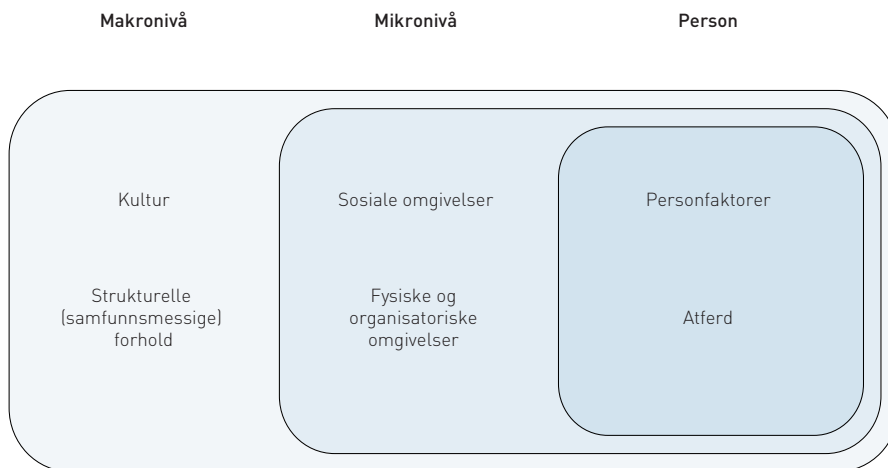 Makronivå
Mikronivå
Person
Kultur
Sosiale omgivelser
Personfaktorer
Strukturelle
(samfunnsmessige)
forhold
Fysiske og
organisatoriske
omgivelser
Atferd